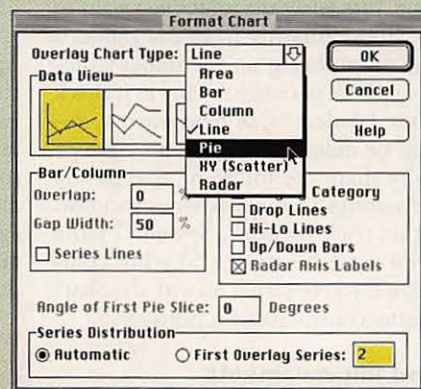 Format Chart
Overlay Chart Type: Line
OK
Data View
Area
Bar
Column
✓Line
Pie
XY (Scatter)
Radar
Cancel
Help
Bar/Column
Overlap: 0 %
Gap Width: 50 %
Series Lines
Category
Drop Lines
Hi-Lo Lines
Up/Down Bars
Radar Axis Labels
Angle of First Pie Slice: 0 Degrees
Series Distribution
Automatic
First Overlay Series: 2